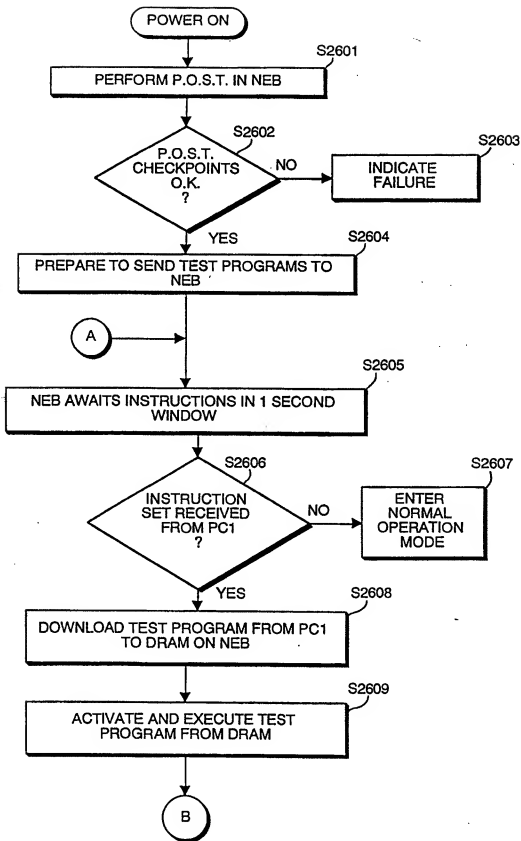 POWER ON
S2601
PERFORM P.O.S.T. IN NEB
S2602
P.O.S.T.
CHECKPOINTS
O.K.
?
NO
S2603
INDICATE
FAILURE
YES
S2604
PREPARE TO SEND TEST PROGRAMS TO
NEB
A
S2605
NEB AWAITS INSTRUCTIONS IN 1 SECOND
WINDOW
S2606
INSTRUCTION
SET RECEIVED
FROM PC1
?
NO
S2607
ENTER
NORMAL
OPERATION
MODE
YES
S2608
DOWNLOAD TEST PROGRAM FROM PC1
TO DRAM ON NEB
S2609
ACTIVATE AND EXECUTE TEST
PROGRAM FROM DRAM
B